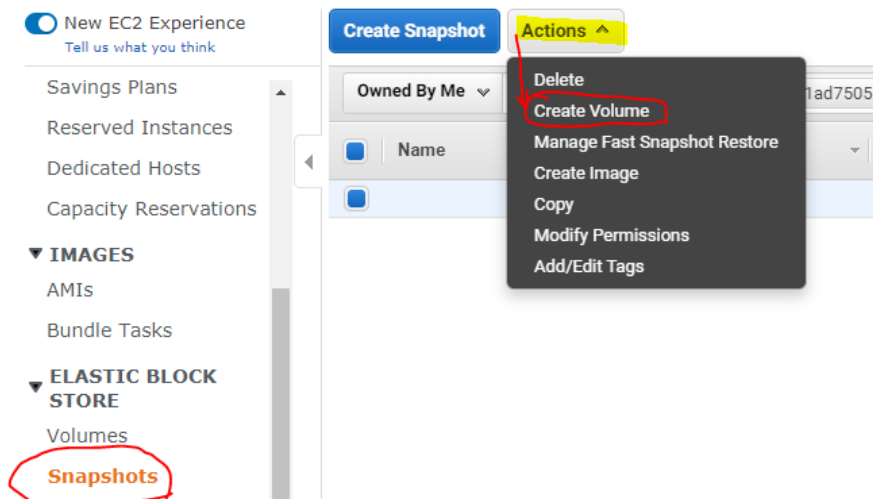 New EC2 Experience
Tell us what you think
Savings Plans
Reserved Instances
Dedicated Hosts
Capacity Reservations
IMAGES
AMIs
Bundle Tasks
ELASTIC BLOCK
STORE
Volumes
Snapshots
Create Snapshot
Actions
Owned By Me
1ad7505
Name
Delete
Create Volume
Manage Fast Snapshot Restore
Create Image
Copy
Modify Permissions
Add/Edit Tags